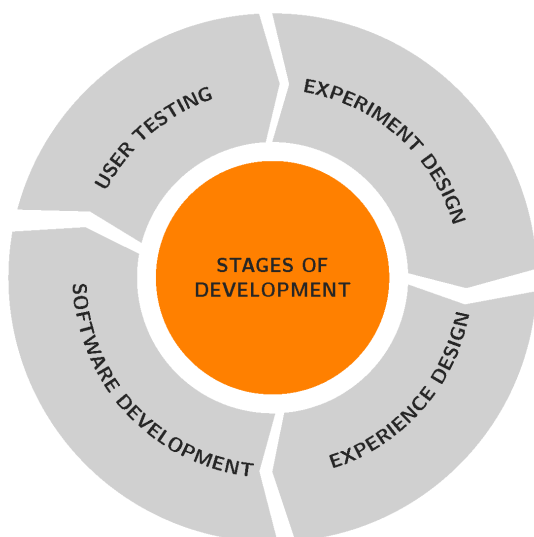 USER TESTING
EXPERIMENT DESIGN
STAGES OF
DEVELOPMENT
SOFTWARE DEVELOPMENT
EXPERIENCE DESIGN